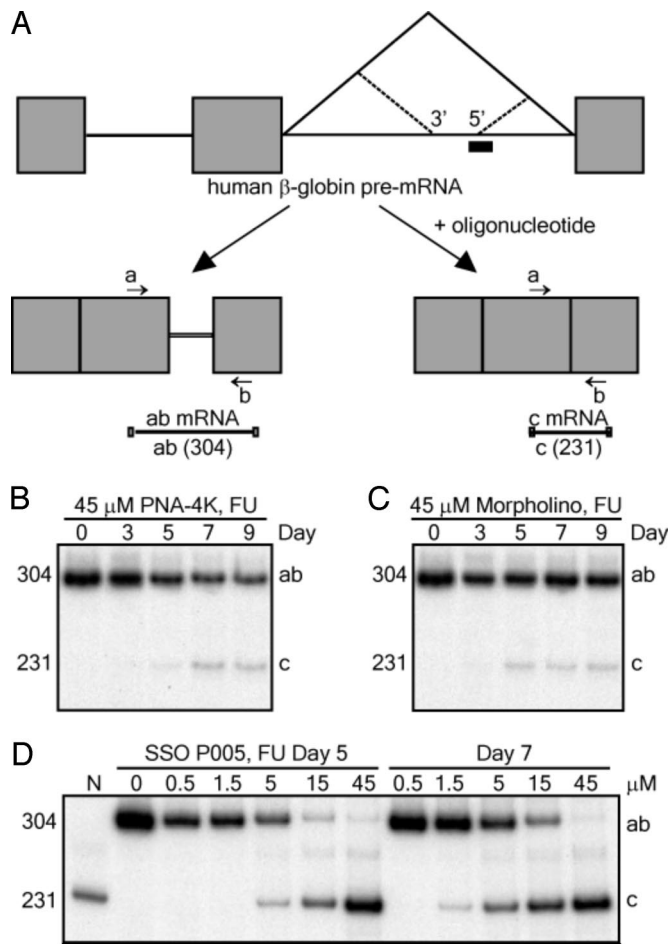 A
3’ 5’
human β-globin pre-mRNA
+ oligonucleotide
a a
b b
ab mRNA c mRNA
ab (304) c (231)
B C
45 μM PNA-4K, FU 45 μM Morpholino, FU
0 3 5 7 9 Day 0 3 5 7 9 Day
304 ab 304 ab
231 c 231 c
D
SSO P005, FU Day 5 Day 7
N 0 0.5 1.5 5 15 45 0.5 1.5 5 15 45 μM
304 ab
231 c